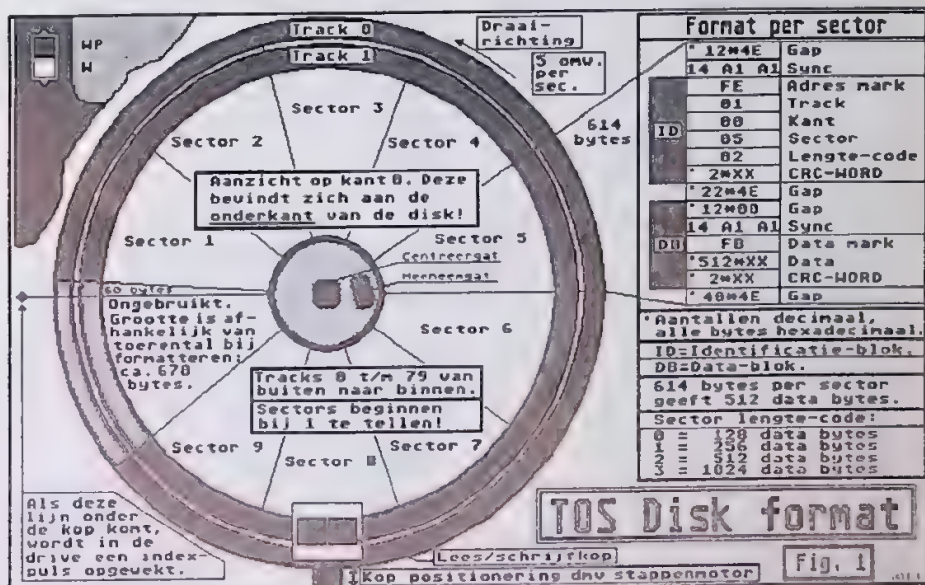 WP
W
Track 0
Track 1
Draai-
richting
5 omw.
per
sec.
614
bytes
Sector 3
Sector 2
Sector 4
Aanzicht op kant 0. Deze
bevindt zich aan de
onderkant van de disk!
Sector 1
Sector 5
Centreergat
Meeneemgat
60 bytes
Ongebruikt.
Grootte is af-
hankelijk van
toerental bij
formatteren;
ca. 670
bytes.
Sector 6
Tracks 0 t/m 79 van
buiten naar binnen.
Sectors beginnen
bij 1 te tellen!
Sector 9
Sector 8
Sector 7
Als deze
lijn onder
de kop komt,
wordt in de
drive een index-
puls opgewekt.
Lees/schrijfkop
Kop positionering dmv stappenmotor
Format per sector
* 12*4E Gap
14 A1 A1 Sync
FE Adres mark
01 Track
00 Kant
ID
05 Sector
02 Lengte-code
* 2*XX CRC-WORD
* 22*4E Gap
* 12*00 Gap
14 A1 A1 Sync
DB
FB Data mark
*512*XX Data
* 2*XX CRC-WORD
* 40*4E Gap
*Aantallen decimaal,
alle bytes hexadecimaal.
ID=Identificatie-blok.
DB=Data-blok.
614 bytes per sector
geeft 512 data bytes.
Sector lengte-code:
0 = 128 data bytes
1 = 256 data bytes
2 = 512 data bytes
3 = 1024 data bytes
TOS Disk format
Fig. 1